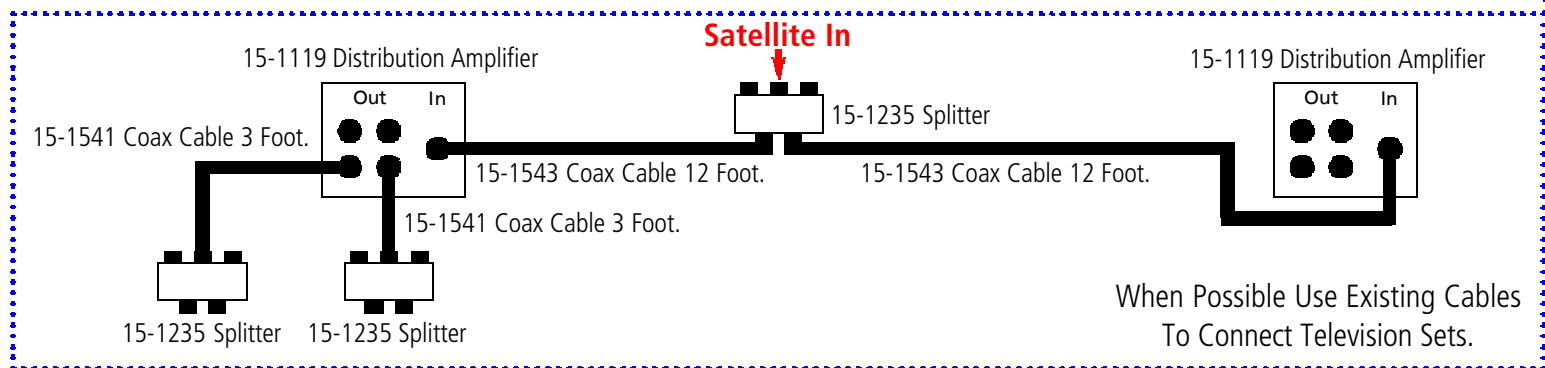 Satellite In
15-1119 Distribution Amplifier
15-1119 Distribution Amplifier
Out In
Out In
15-1235 Splitter
15-1541 Coax Cable 3 Foot.
15-1543 Coax Cable 12 Foot.
15-1543 Coax Cable 12 Foot.
15-1541 Coax Cable 3 Foot.
When Possible Use Existing Cables
To Connect Television Sets.
15-1235 Splitter
15-1235 Splitter